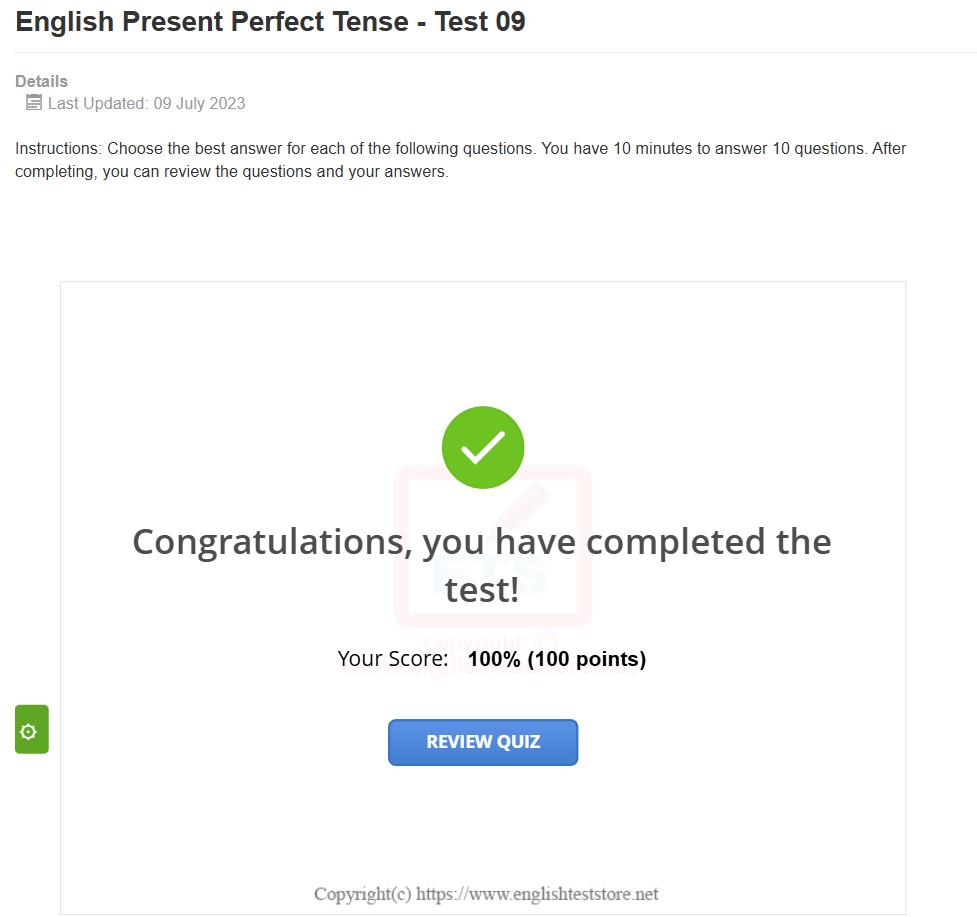 English Present Perfect Tense - Test 09
Details
Last Updated: 09 July 2023
Instructions: Choose the best answer for each of the following questions. You have 10 minutes to answer 10 questions. After
completing, you can review the questions and your answers.
Congratulations, you have completed the
test!
ETS
Copyright ©
Your Score: 100% (100 points)
REVIEW QUIZ
Copyright(c) https://www.englishteststore.net